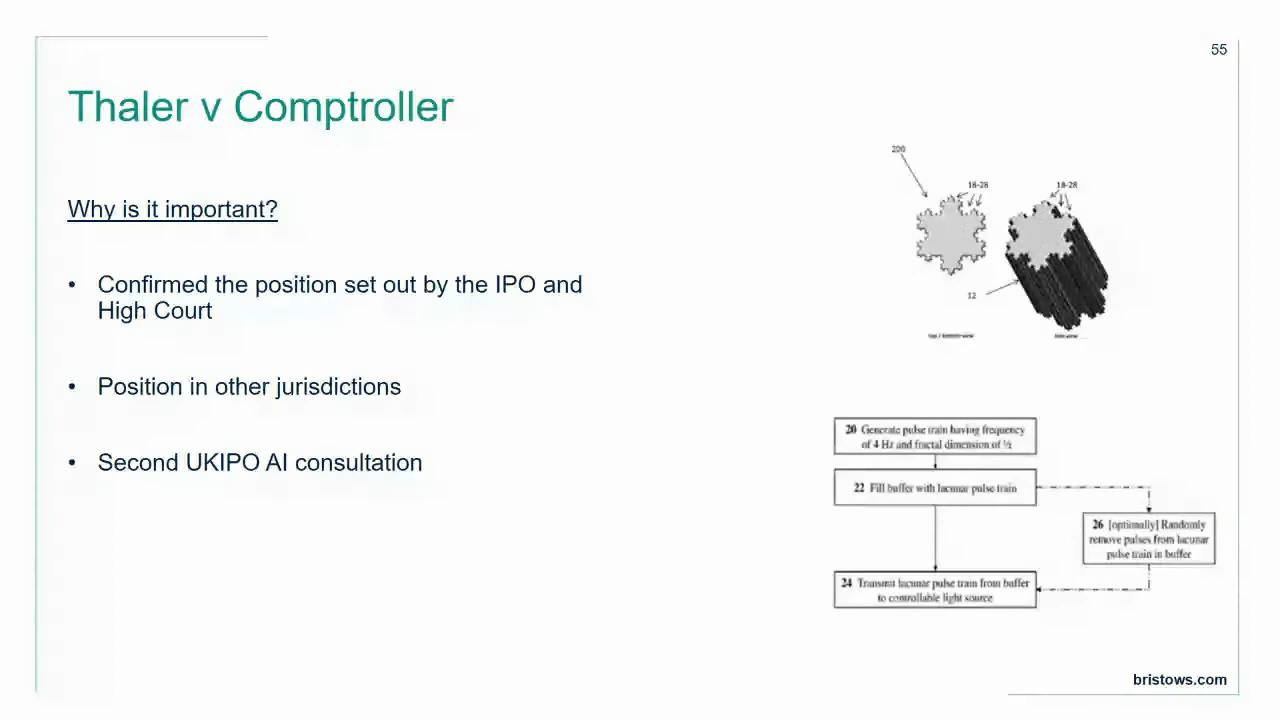 55
Thaler v Comptroller
Why is it important?
• Confirmed the position set out by the IPO and
High Court
• Position in other jurisdictions
• Second UKIPO AI consultation
200
18-28
18-28
12
20 Generate pulse train having frequency
of 4 Hz and fractal dimension of ½
22 Fill buffer with lacunar pulse train
26 [optionally] Randomly
remove pulses from lacunar
pulse train in buffer
24 Transmit lacunar pulse train from buffer
to controllable light source
bristows.com